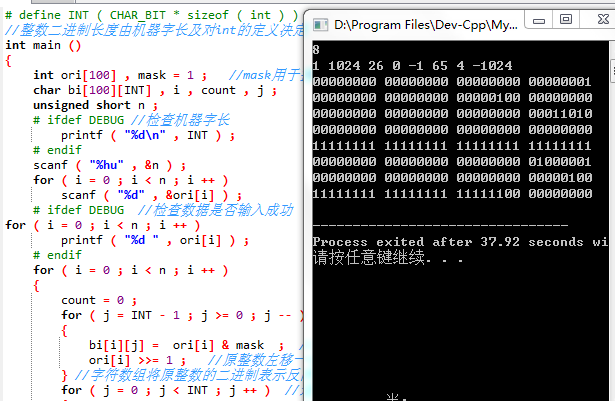 # define INT ( CHAR_BIT * sizeof ( int ) )
//整数二进制长度由机器字长及对int的定义决定
int main ()
{
int ori[100] , mask = 1 ; //mask用于
char bi[100][INT] , i , count , j ;
unsigned short n ;
# ifdef DEBUG //检查机器字长
printf ( "%d\n" , INT ) ;
# endif
scanf ( "%hu" , &n ) ;
for ( i = 0 ; i < n ; i ++ )
scanf ( "%d" , &ori[i] ) ;
# ifdef DEBUG //检查数据是否输入成功
for ( i = 0 ; i < n ; i ++ )
printf ( "%d " , ori[i] ) ;
# endif
for ( i = 0 ; i < n ; i ++ )
{
count = 0 ;
for ( j = INT - 1 ; j >= 0 ; j -- )
{
bi[i][j] = ori[i] & mask ; /
ori[i] >>= 1 ; //原整数左移一
} //字符数组将原整数的二进制表示反
for ( j = 0 ; j < INT ; j ++ ) //
D:\Program Files\Dev-Cpp\My...
8
1 1024 26 0 -1 65 4 -1024
00000000 00000000 00000000 00000001
00000000 00000000 00000100 00000000
00000000 00000000 00000000 00011010
00000000 00000000 00000000 00000000
11111111 11111111 11111111 11111111
00000000 00000000 00000000 01000001
00000000 00000000 00000000 00000100
11111111 11111111 11111100 00000000
--------------------------------
Process exited after 37.92 seconds wi
请按任意键继续. . .